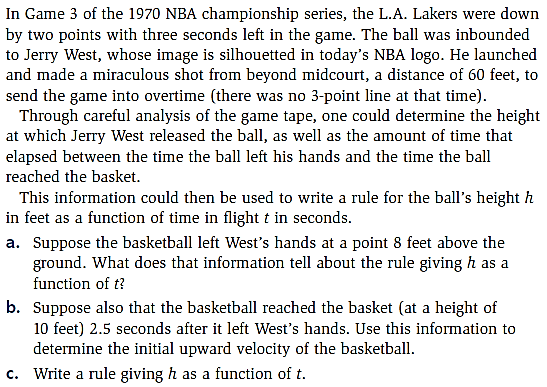 In Game 3 of the 1970 NBA championship series, the L.A. Lakers were down
by two points with three seconds left in the game. The ball was inbounded
to Jerry West, whose image is silhouetted in today's NBA logo. He launched
and made a miraculous shot from beyond midcourt, a distance of 60 feet, to
send the game into overtime (there was no 3-point line at that time).
Through careful analysis of the game tape, one could determine the height
at which Jerry West released the ball, as well as the amount of time that
elapsed between the time the ball left his hands and the time the ball
reached the basket.
This information could then be used to write a rule for the ball's height h
in feet as a function of time in flight t in seconds.
a. Suppose the basketball left West's hands at a point 8 feet above the
ground. What does that information tell about the rule giving h as a
function of t?
b. Suppose also that the basketball reached the basket (at a height of
10 feet) 2.5 seconds after it left West's hands. Use this information to
determine the initial upward velocity of the basketball.
c. Write a rule giving h as a function of t.